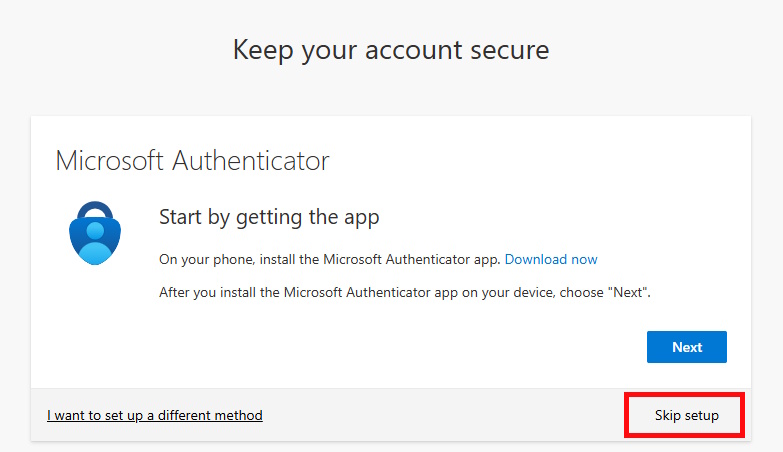 Keep your account secure
Microsoft Authenticator
Start by getting the app
On your phone, install the Microsoft Authenticator app. Download now
After you install the Microsoft Authenticator app on your device, choose "Next".
Next
I want to set up a different method
Skip setup